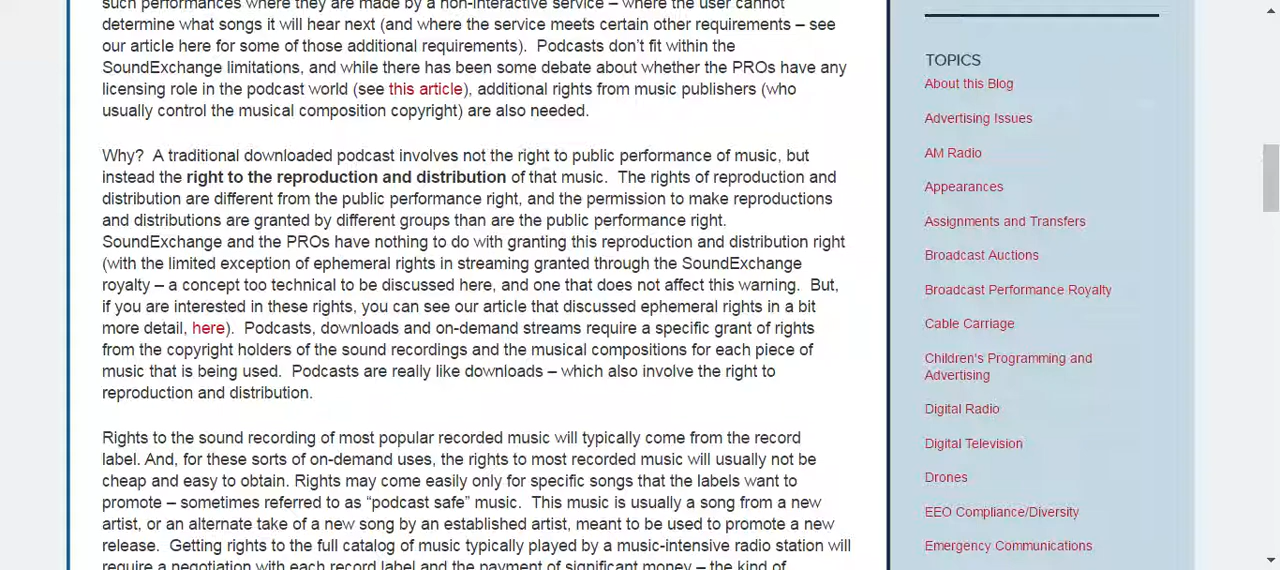 such performances where they are made by a non-interactive service – where the user cannot
determine what songs it will hear next (and where the service meets certain other requirements – see
our article here for some of those additional requirements).  Podcasts don’t fit within the
SoundExchange limitations, and while there has been some debate about whether the PROs have any
licensing role in the podcast world (see this article), additional rights from music publishers (who
usually control the musical composition copyright) are also needed.
Why?  A traditional downloaded podcast involves not the right to public performance of music, but
instead the right to the reproduction and distribution of that music.  The rights of reproduction and
distribution are different from the public performance right, and the permission to make reproductions
and distributions are granted by different groups than are the public performance right.
SoundExchange and the PROs have nothing to do with granting this reproduction and distribution right
(with the limited exception of ephemeral rights in streaming granted through the SoundExchange
royalty – a concept too technical to be discussed here, and one that does not affect this warning.  But,
if you are interested in these rights, you can see our article that discussed ephemeral rights in a bit
more detail, here).  Podcasts, downloads and on-demand streams require a specific grant of rights
from the copyright holders of the sound recordings and the musical compositions for each piece of
music that is being used.  Podcasts are really like downloads – which also involve the right to
reproduction and distribution.
Rights to the sound recording of most popular recorded music will typically come from the record
label. And, for these sorts of on-demand uses, the rights to most recorded music will usually not be
cheap and easy to obtain. Rights may come easily only for specific songs that the labels want to
promote – sometimes referred to as “podcast safe” music.  This music is usually a song from a new
artist, or an alternate take of a new song by an established artist, meant to be used to promote a new
release.  Getting rights to the full catalog of music typically played by a music-intensive radio station will
require a negotiation with each record label and the payment of significant money – the kind of
TOPICS
About this Blog
Advertising Issues
AM Radio
Appearances
Assignments and Transfers
Broadcast Auctions
Broadcast Performance Royalty
Cable Carriage
Children's Programming and
Advertising
Digital Radio
Digital Television
Drones
EEO Compliance/Diversity
Emergency Communications